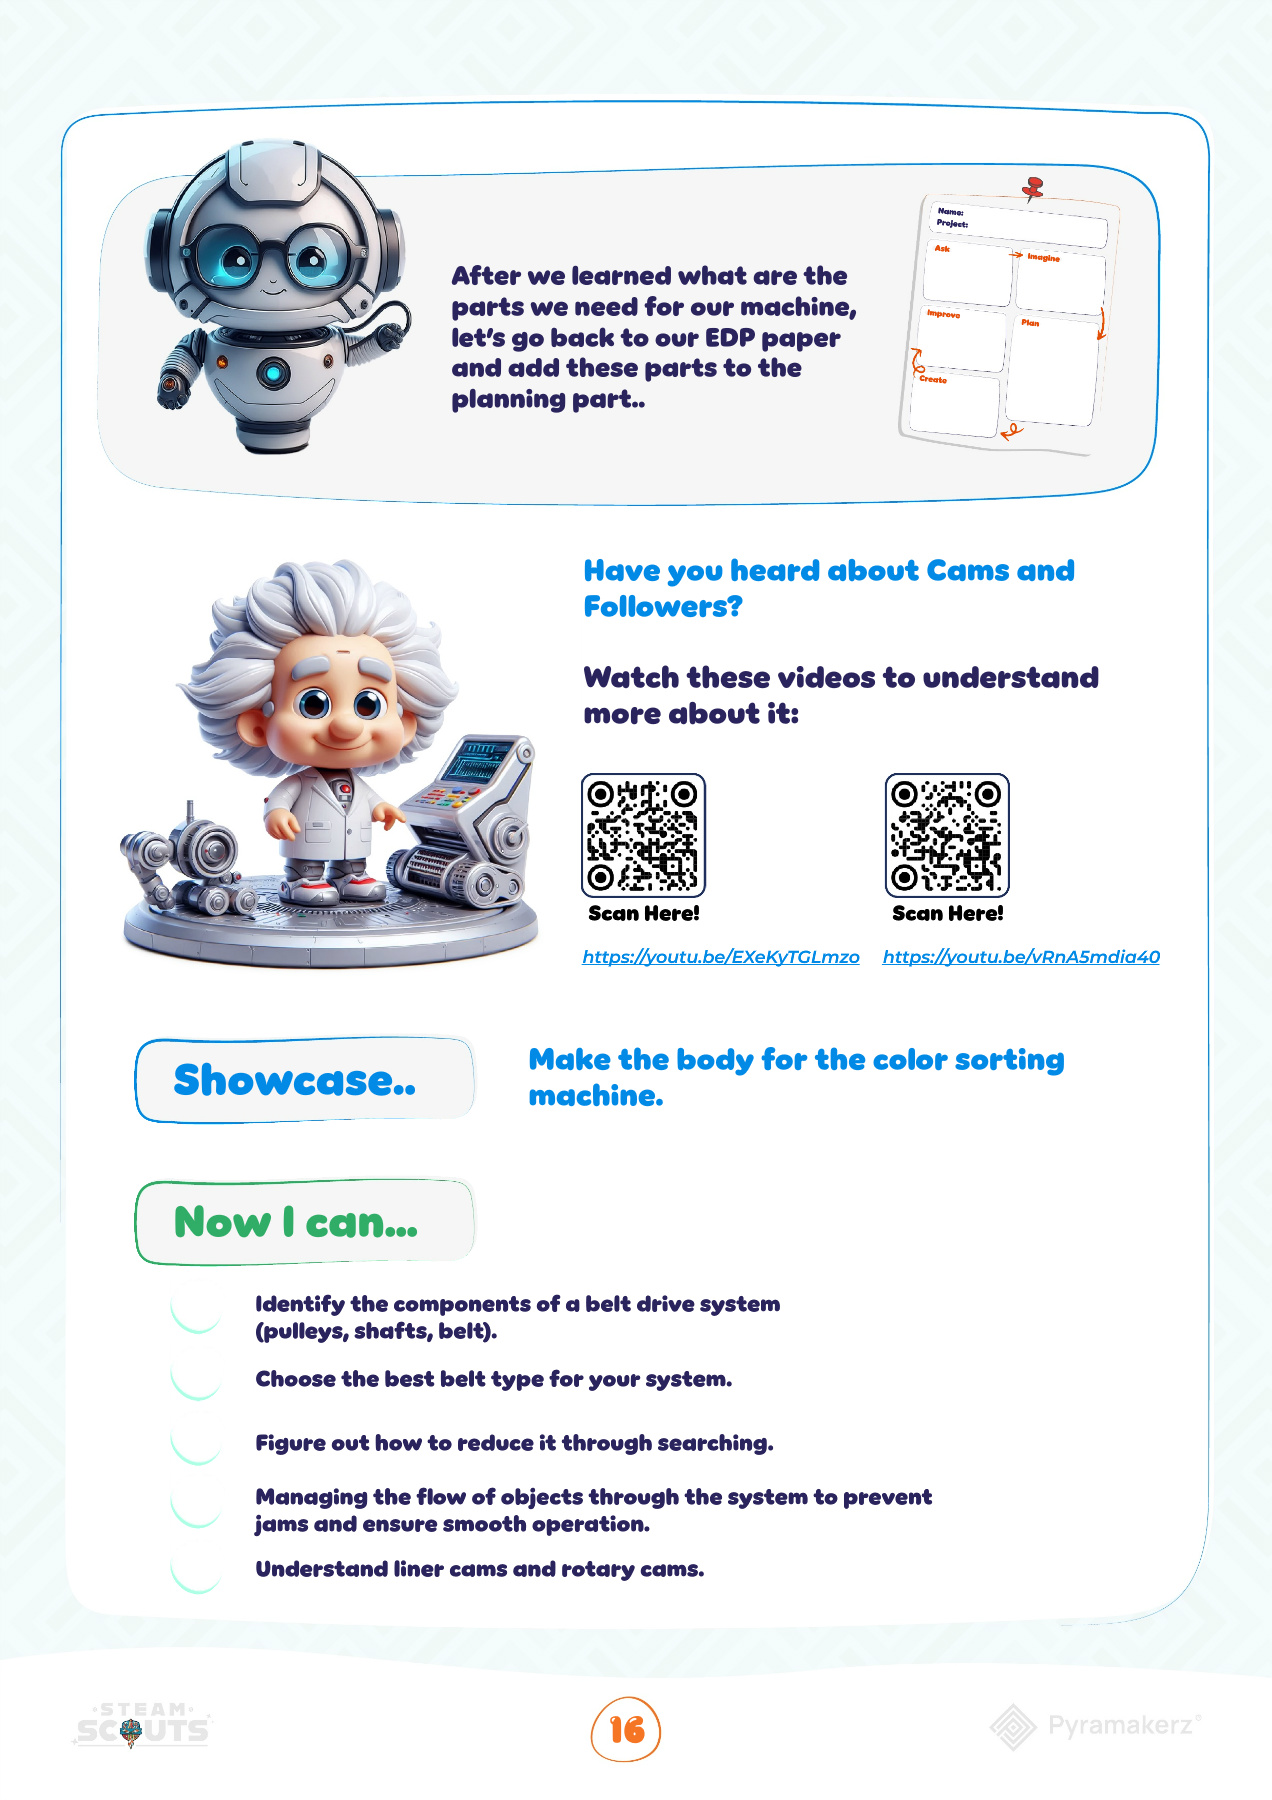 Name:
Project:
Ask
Imagine
Improve
Plan
Create
After we learned what are the
parts we need for our machine,
let's go back to our EDP paper
and add these parts to the
planning part..
Have you heard about Cams and
Followers?
Watch these videos to understand
more about it:
Scan Here!
Scan Here!
https://youtu.be/EXeKyTGLmzo
https://youtu.be/vRnA5mdia40
Showcase..
Make the body for the color sorting
machine.
Now I can...
Identify the components of a belt drive system
(pulleys, shafts, belt).
Choose the best belt type for your system.
Figure out how to reduce it through searching.
Managing the flow of objects through the system to prevent
jams and ensure smooth operation.
Understand liner cams and rotary cams.
STEAM
SCOUTS
16
Pyramakerz